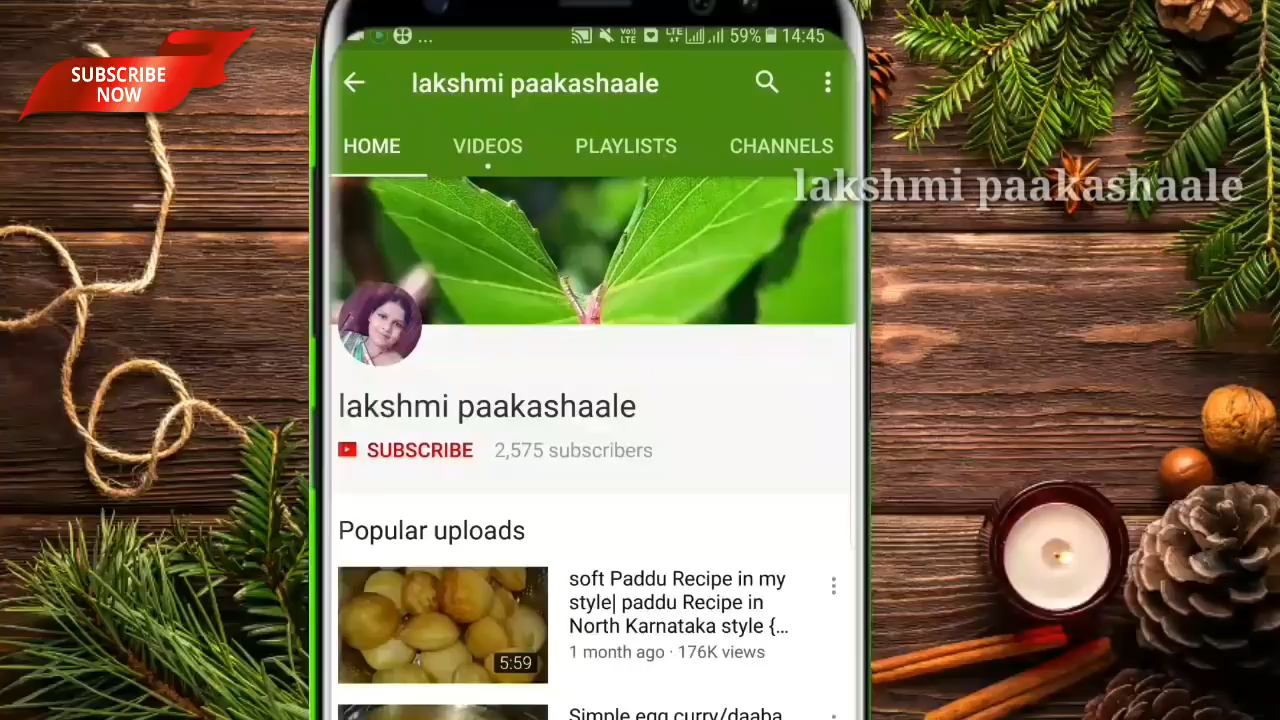 SUBSCRIBE
NOW
... LTE 59% 14:45
lakshmi paakashaale
HOME VIDEOS PLAYLISTS CHANNELS
lakshmi paakashaale
lakshmi paakashaale
SUBSCRIBE 2,575 subscribers
Popular uploads
soft Paddu Recipe in my
style| paddu Recipe in
North Karnataka style {...
1 month ago · 176K views
5:59
Simple egg curry/daaba